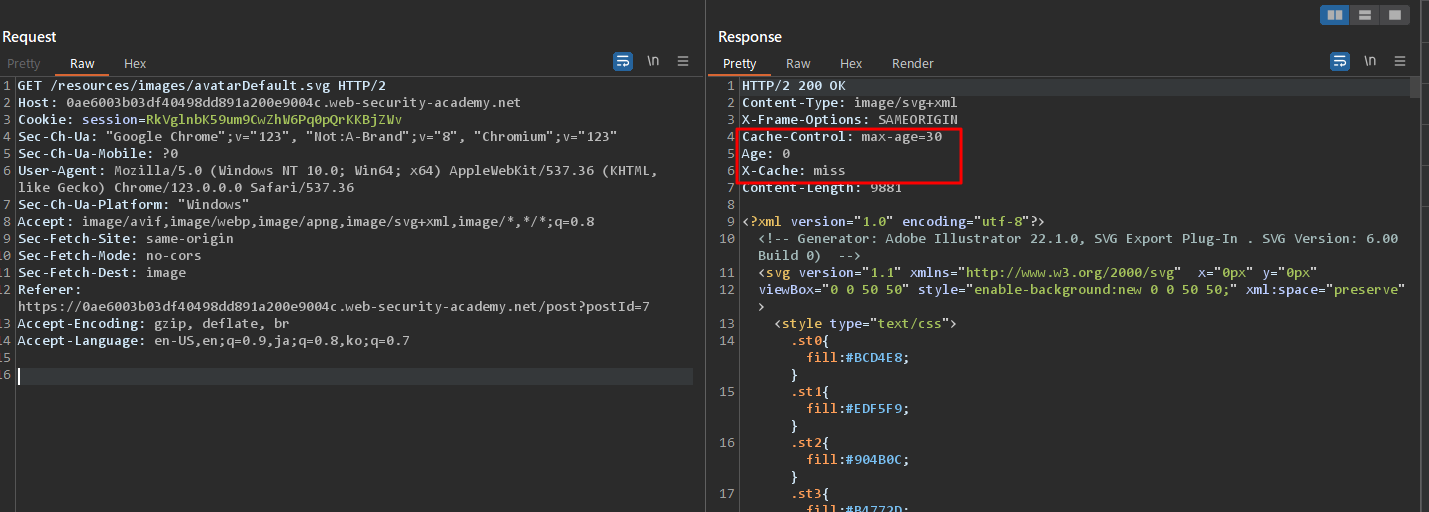 Request
Pretty Raw Hex \n
1 GET /resources/images/avatarDefault.svg HTTP/2
2 Host: 0ae6003b03df40498dd891a200e9004c.web-security-academy.net
3 Cookie: session=RkVglnbK59um9CwZhW6Pq0pQrKKBjZWv
4 Sec-Ch-Ua: "Google Chrome";v="123", "Not:A-Brand";v="8", "Chromium";v="123"
5 Sec-Ch-Ua-Mobile: ?0
6 User-Agent: Mozilla/5.0 (Windows NT 10.0; Win64; x64) AppleWebKit/537.36 (KHTML,
like Gecko) Chrome/123.0.0.0 Safari/537.36
7 Sec-Ch-Ua-Platform: "Windows"
8 Accept: image/avif,image/webp,image/apng,image/svg+xml,image/*,*/*;q=0.8
9 Sec-Fetch-Site: same-origin
10 Sec-Fetch-Mode: no-cors
11 Sec-Fetch-Dest: image
12 Referer:
https://0ae6003b03df40498dd891a200e9004c.web-security-academy.net/post?postId=7
13 Accept-Encoding: gzip, deflate, br
14 Accept-Language: en-US,en;q=0.9,ja;q=0.8,ko;q=0.7
15
16
Response
Pretty Raw Hex Render \n
1 HTTP/2 200 OK
2 Content-Type: image/svg+xml
3 X-Frame-Options: SAMEORIGIN
4 Cache-Control: max-age=30
5 Age: 0
6 X-Cache: miss
7 Content-Length: 9881
8
9 <?xml version="1.0" encoding="utf-8"?>
10 <!-- Generator: Adobe Illustrator 22.1.0, SVG Export Plug-In . SVG Version: 6.00
Build 0) -->
11 <svg version="1.1" xmlns="http://www.w3.org/2000/svg" x="0px" y="0px"
12 viewBox="0 0 50 50" style="enable-background:new 0 0 50 50;" xml:space="preserve"
>
13 <style type="text/css">
14 .st0{
fill:#BCD4E8;
}
15 .st1{
fill:#EDF5F9;
}
16 .st2{
fill:#904B0C;
}
17 .st3{
fill:#B4772D;